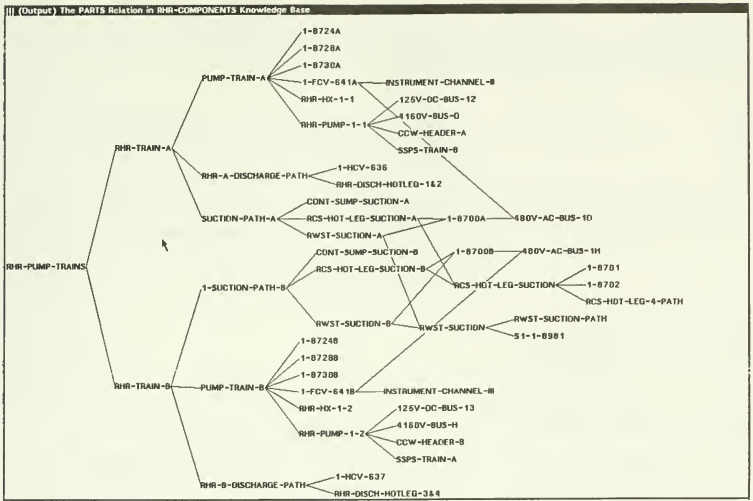 (Output) The PARTS Relation in RHR-COMPONENTS Knowledge Base
1-8724A
1-8728A
1-8730A
PUMP-TRAIN-A
1-FCV-641A
INSTRUMENT-CHANNEL-III
RHR-HX-1-1
125V-DC-BUS-12
4160V-BUS-D
RHR-PUMP-1-1
CCW-HEADER-A
SSPS-TRAIN-B
RHR-TRAIN-A
1-HCV-636
RHR-A-DISCHARGE-PATH
RHR-DISCH-HOTLEG-1&2
CONT-SUMP-SUCTION-A
SUCTION-PATH-A
RCS-HOT-LEG-SUCTION-A
1-8700A
480V-AC-BUS-1D
RWST-SUCTION-A
CONT-SUMP-SUCTION-B
1-8700B
480V-AC-BUS-1H
RHR-PUMP-TRAINS
RCS-HOT-LEG-SUCTION-B
1-8701
1-SUCTION-PATH-B
RCS-HOT-LEG-SUCTION
1-8702
RCS-HOT-LEG-4-PATH
RWST-SUCTION-B
RWST-SUCTION
RWST-SUCTION-PATH
S1-1-8981
1-8724B
1-8728B
1-8730B
RHR-TRAIN-B
PUMP-TRAIN-B
1-FCV-641B
INSTRUMENT-CHANNEL-III
RHR-HX-1-2
125V-DC-BUS-13
4160V-BUS-H
RHR-PUMP-1-2
CCW-HEADER-B
SSPS-TRAIN-A
1-HCV-637
RHR-B-DISCHARGE-PATH
RHR-DISCH-HOTLEG-3&4